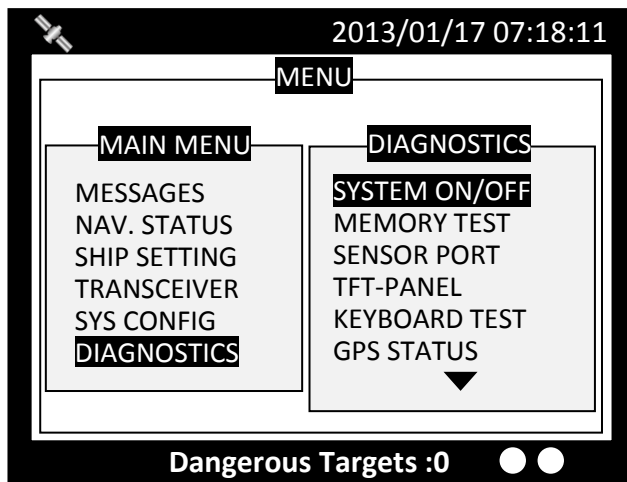 2013/01/17 07:18:11
MENU
MAIN MENU
MESSAGES
NAV. STATUS
SHIP SETTING
TRANSCEIVER
SYS CONFIG
DIAGNOSTICS
DIAGNOSTICS
SYSTEM ON/OFF
MEMORY TEST
SENSOR PORT
TFT-PANEL
KEYBOARD TEST
GPS STATUS
Dangerous Targets :0